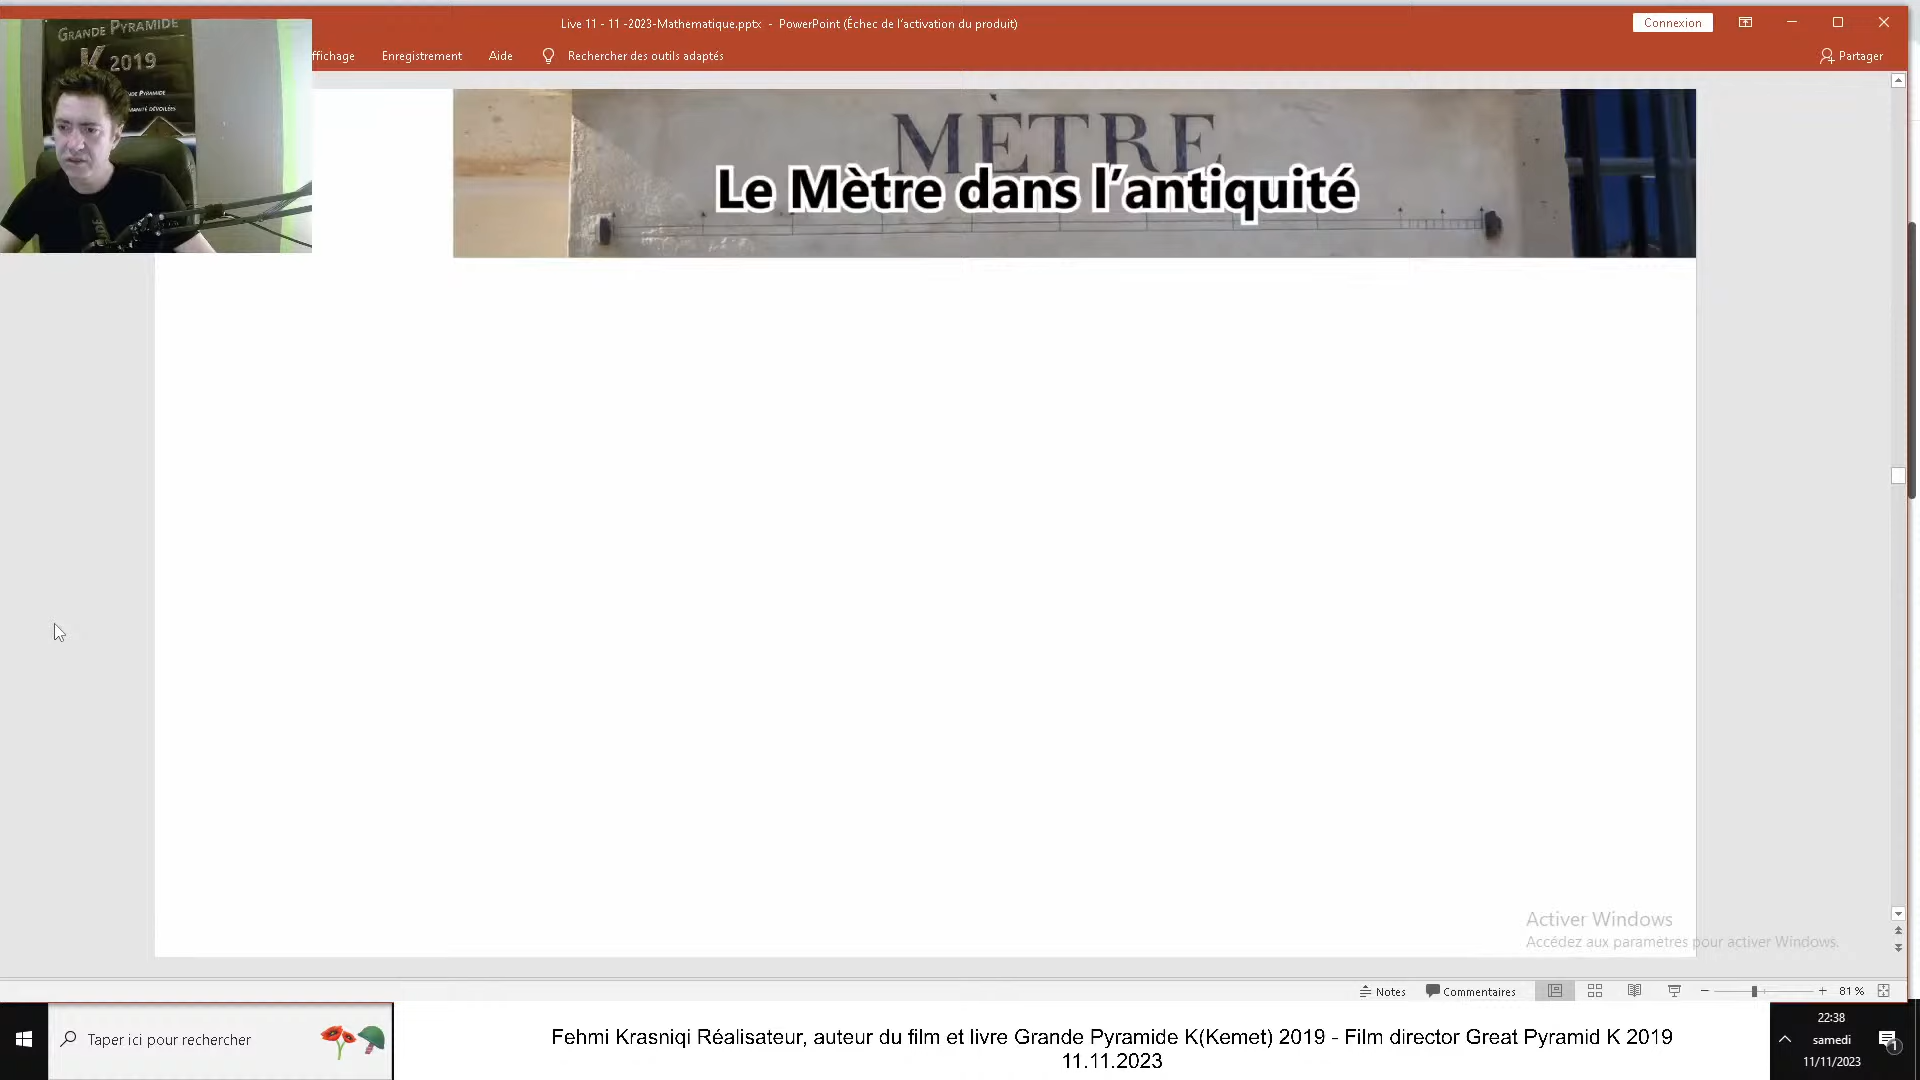 GRANDE PYRAMIDE
K 2019
Live 11 - 11 -2023-Mathematique.pptx - PowerPoint (Échec de l'activation du produit)
Connexion
ffichage
Enregistrement
Aide
Rechercher des outils adaptés
Partager
MÈTRE
Le Mètre dans l'antiquité
Activer Windows
Accédez aux paramètres pour activer Windows.
Notes
Commentaires
81 %
Taper ici pour rechercher
Fehmi Krasniqi Réalisateur, auteur du film et livre Grande Pyramide K(Kemet) 2019 - Film director Great Pyramid K 2019
11.11.2023
22:38
samedi
11/11/2023
1